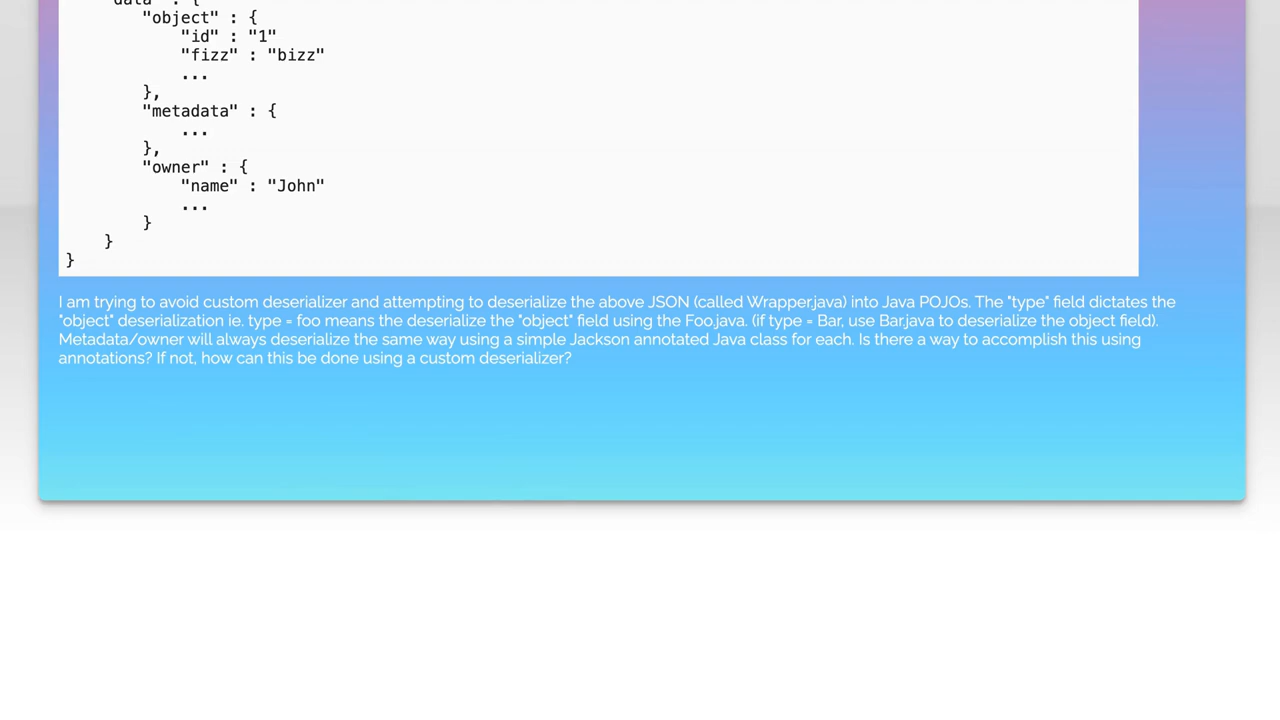 "data" : {
"object" : {
"id" : "1"
"fizz" : "bizz"
...
},
"metadata" : {
...
},
"owner" : {
"name" : "John"
...
}
}
}
I am trying to avoid custom deserializer and attempting to deserialize the above JSON (called Wrapper.java) into Java POJOs. The "type" field dictates the
"object" deserialization ie. type = foo means the deserialize the "object" field using the Foo.java. (if type = Bar, use Bar.java to deserialize the object field).
Metadata/owner will always deserialize the same way using a simple Jackson annotated Java class for each. Is there a way to accomplish this using
annotations? If not, how can this be done using a custom deserializer?